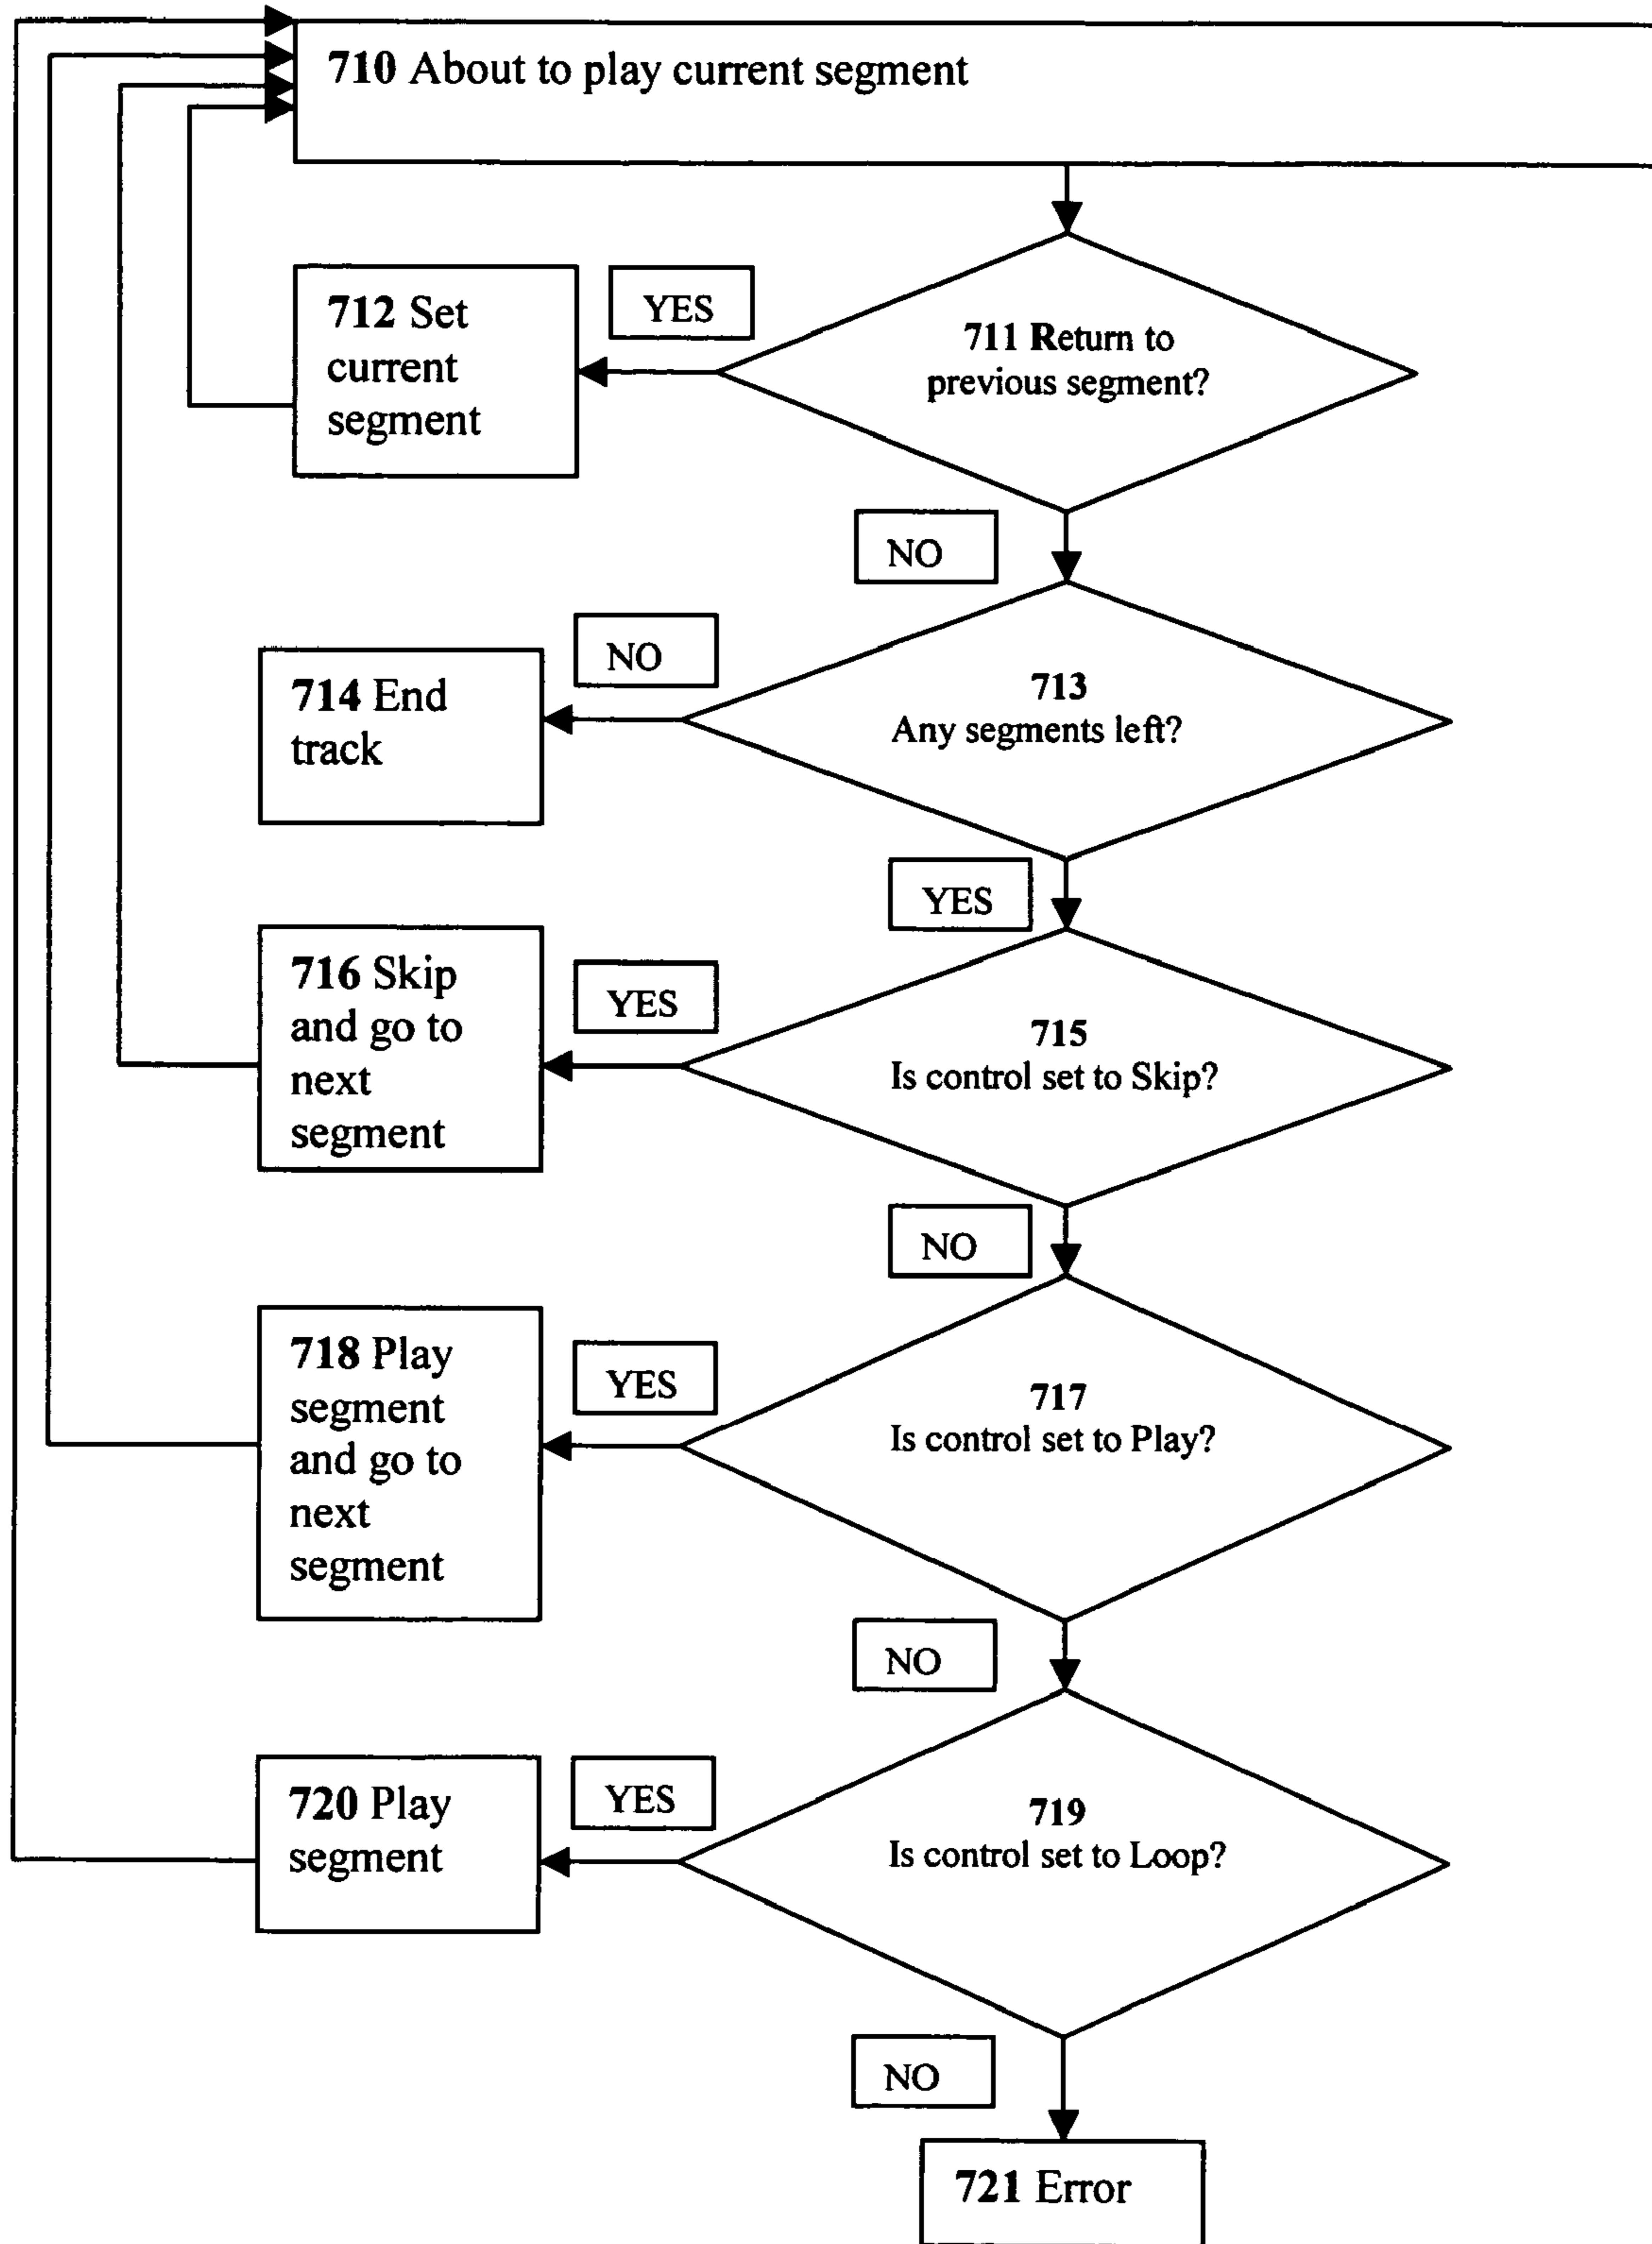 710 About to play current segment
YES
712 Set
current
segment
711 Return to
previous segment?
NO
NO
714 End
track
713
Any segments left?
YES
716 Skip
and go to
next
segment
YES
715
Is control set to Skip?
NO
718 Play
segment
and go to
next
segment
YES
717
Is control set to Play?
NO
720 Play
segment
YES
719
Is control set to Loop?
NO
721 Error